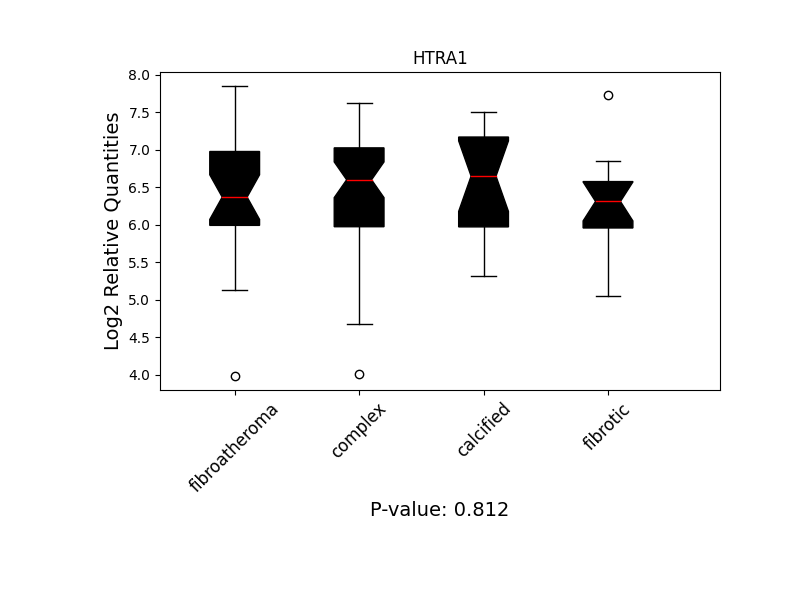 HTRA1
Log2 Relative Quantities
8.0
7.5
7.0
6.5
6.0
5.5
5.0
4.5
4.0
fibroatheroma
complex
calcified
fibrotic
P-value: 0.812